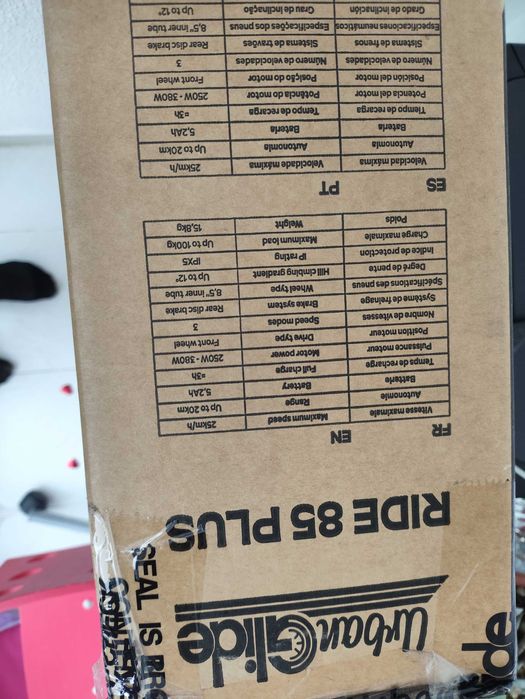 UrbanGlide
RIDE 85 PLUS
FR EN
Vitesse maximale Maximum speed 25km/h
Autonomie Range Up to 20km
Batterie Battery 5,2Ah
Temps de recharge Full charge ≈3h
Puissance moteur Motor power 250W - 380W
Position moteur Drive type Front wheel
Nombre de vitesses Speed modes 3
Système de freinage Brake system Rear disc brake
Spécifications des pneus Wheel type 8,5" inner tube
Degré de pente Hill climbing gradient Up to 12°
Indice de protection IP rating IPX5
Charge maximale Maximum load Up to 100kg
Poids Weight 15,8kg
ES PT
Velocidad máxima Velocidade máxima 25km/h
Autonomía Autonomia Up to 20km
Batería Bateria 5,2Ah
Tiempo de recarga Tempo de recarga ≈3h
Potencia del motor Potência do motor 250W - 380W
Posición del motor Posição do motor Front wheel
Número de velocidades Número de velocidades 3
Sistema de frenos Sistema de travões Rear disc brake
Especificaciones neumáticos Especificações dos pneus 8,5" inner tube
Grado de inclinación Grau de inclinação Up to 12°
SEAL IS BRO
de